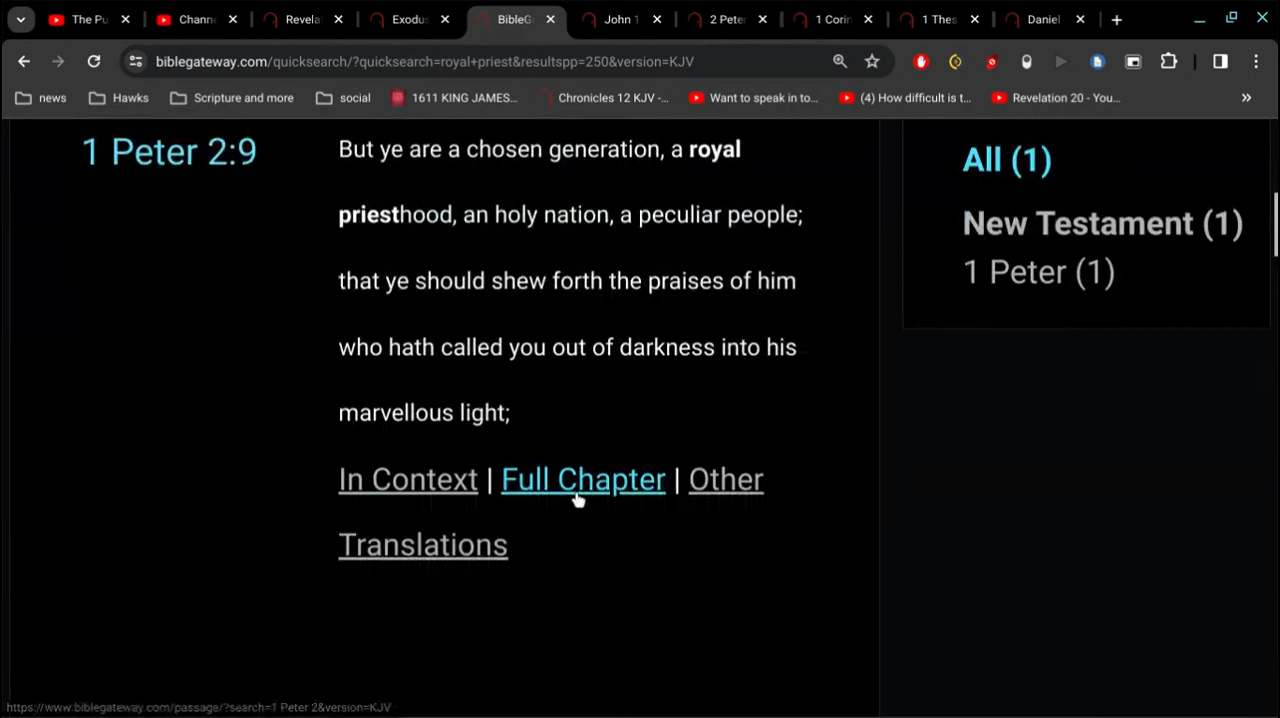 The Pu
Chann
Revela
Exodu
BibleGa
John 1
2 Peter
1 Corin
1 Thes
Daniel
biblegateway.com/quicksearch/?quicksearch=royal+priest&resultspp=250&version=KJV
news
Hawks
Scripture and more
social
1611 KING JAMES...
Chronicles 12 KJV -...
Want to speak in to...
(4) How difficult is t...
Revelation 20 - You...
1 Peter 2:9
But ye are a chosen generation, a royal
priesthood, an holy nation, a peculiar people;
that ye should shew forth the praises of him
who hath called you out of darkness into his
marvellous light;
In Context | Full Chapter | Other
Translations
All (1)
New Testament (1)
1 Peter (1)
https://www.biblegateway.com/passage/?search=1 Peter 2&version=KJV